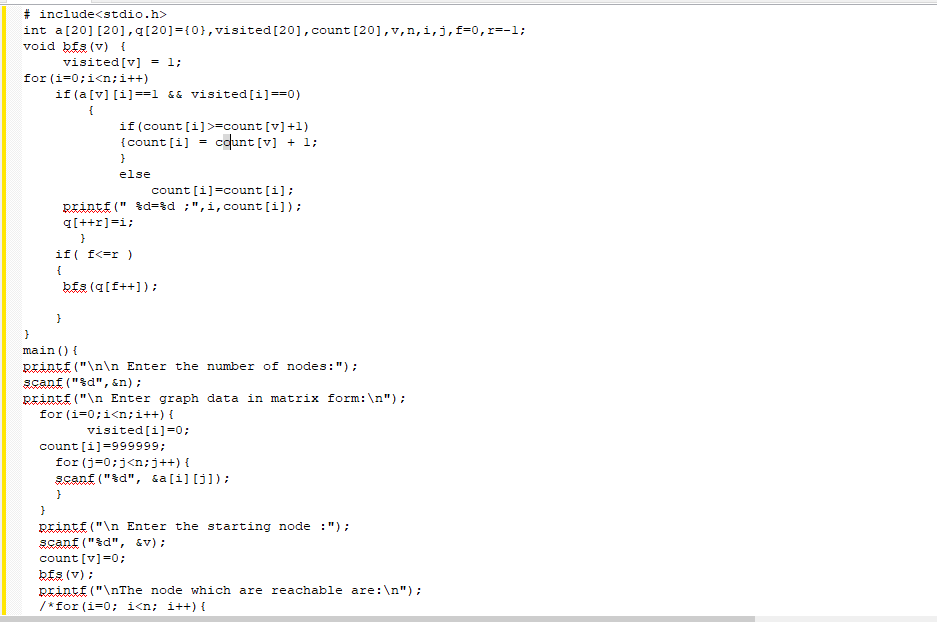 # include<stdio.h>
int a[20][20],q[20]={0},visited[20],count[20],v,n,i,j,f=0,r=-1;
void bfs(v) {
     visited[v] = 1;
for(i=0;i<n;i++)
    if(a[v][i]==1 && visited[i]==0)
        {
            if(count[i]>=count[v]+1)
            {count[i] = count[v] + 1;
            }
            else
                count[i]=count[i];
     printf(" %d=%d ;",i,count[i]);
     q[++r]=i;
       }
    if( f<=r )
    {
     bfs(q[f++]);
    }
}
main(){
printf("\n\n Enter the number of nodes:");
scanf("%d",&n);
printf("\n Enter graph data in matrix form:\n");
  for(i=0;i<n;i++){
        visited[i]=0;
  count[i]=999999;
    for(j=0;j<n;j++){
    scanf("%d", &a[i][j]);
    }
  }
  printf("\n Enter the starting node :");
  scanf("%d", &v);
  count[v]=0;
  bfs(v);
  printf("\nThe node which are reachable are:\n");
  /*for(i=0; i<n; i++){